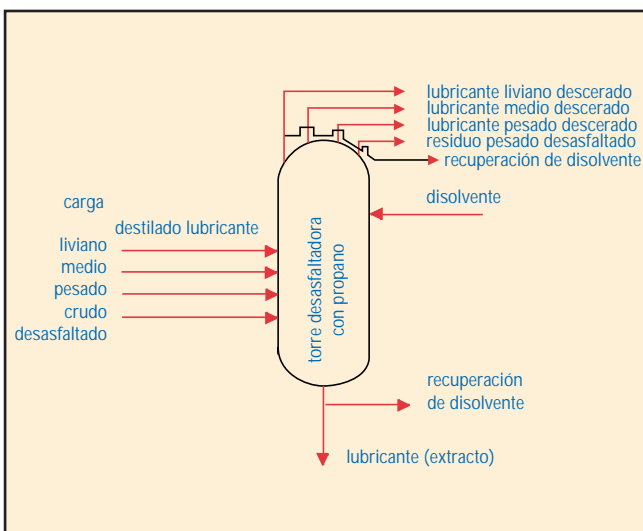 lubricante liviano descerado
lubricante medio descerado
lubricante pesado descerado
residuo pesado desasfaltado
recuperación de disolvente
carga
disolvente
destilado lubricante
liviano
medio
pesado
crudo
desasfaltado
torre desasfaltadora
con propano
recuperación
de disolvente
lubricante (extracto)